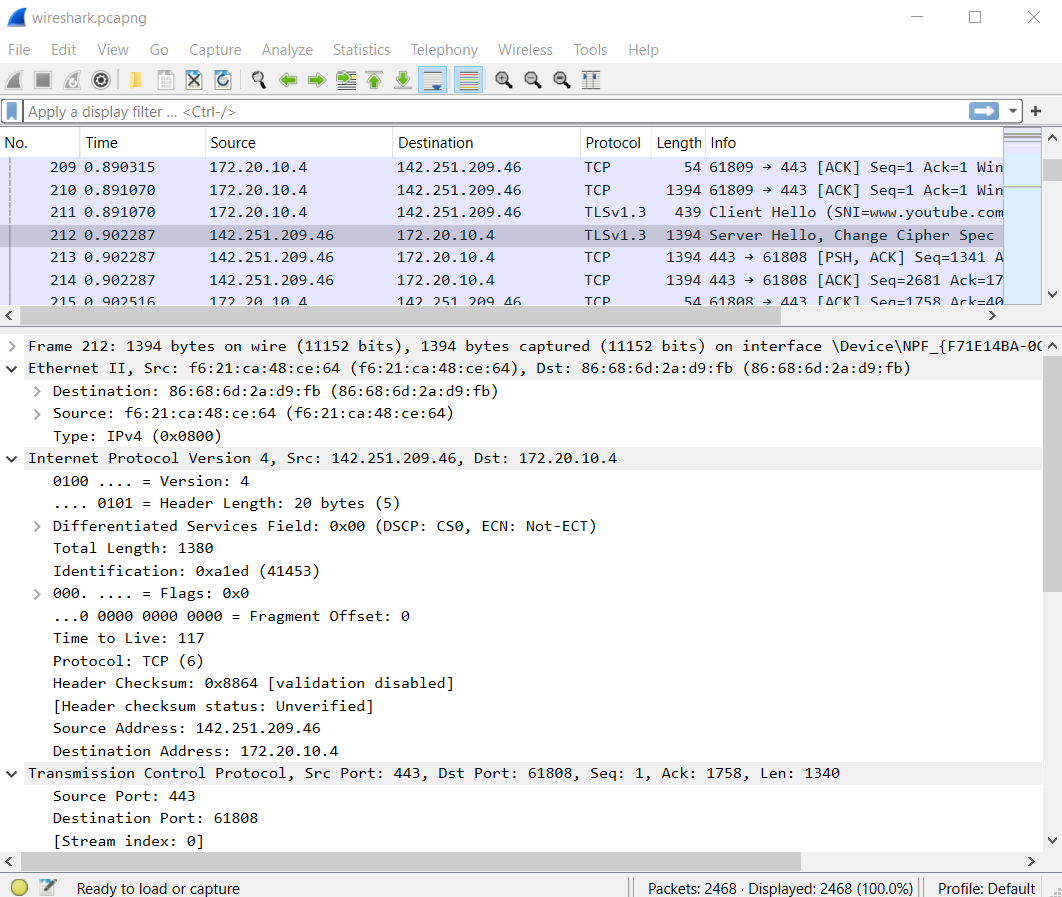 wireshark.pcapng
File Edit View Go Capture Analyze Statistics Telephony Wireless Tools Help
Apply a display filter ... <Ctrl-/>
No. Time Source Destination Protocol Length Info
209 0.890315 172.20.10.4 142.251.209.46 TCP 54 61809 → 443 [ACK] Seq=1 Ack=1 Win
210 0.891070 172.20.10.4 142.251.209.46 TCP 1394 61809 → 443 [ACK] Seq=1 Ack=1 Win
211 0.891070 172.20.10.4 142.251.209.46 TLSv1.3 439 Client Hello (SNI=www.youtube.com
212 0.902287 142.251.209.46 172.20.10.4 TLSv1.3 1394 Server Hello, Change Cipher Spec
213 0.902287 142.251.209.46 172.20.10.4 TCP 1394 443 → 61808 [PSH, ACK] Seq=1341 A
214 0.902287 142.251.209.46 172.20.10.4 TCP 1394 443 → 61808 [ACK] Seq=2681 Ack=17
215 0.902516 172.20.10.4 142.251.209.46 TCP 54 61808 → 443 [ACK] Seq=1758 Ack=40
Frame 212: 1394 bytes on wire (11152 bits), 1394 bytes captured (11152 bits) on interface \Device\NPF_{F71E14BA-0C
Ethernet II, Src: f6:21:ca:48:ce:64 (f6:21:ca:48:ce:64), Dst: 86:68:6d:2a:d9:fb (86:68:6d:2a:d9:fb)
Destination: 86:68:6d:2a:d9:fb (86:68:6d:2a:d9:fb)
Source: f6:21:ca:48:ce:64 (f6:21:ca:48:ce:64)
Type: IPv4 (0x0800)
Internet Protocol Version 4, Src: 142.251.209.46, Dst: 172.20.10.4
0100 .... = Version: 4
.... 0101 = Header Length: 20 bytes (5)
Differentiated Services Field: 0x00 (DSCP: CS0, ECN: Not-ECT)
Total Length: 1380
Identification: 0xa1ed (41453)
000. .... = Flags: 0x0
...0 0000 0000 0000 = Fragment Offset: 0
Time to Live: 117
Protocol: TCP (6)
Header Checksum: 0x8864 [validation disabled]
[Header checksum status: Unverified]
Source Address: 142.251.209.46
Destination Address: 172.20.10.4
Transmission Control Protocol, Src Port: 443, Dst Port: 61808, Seq: 1, Ack: 1758, Len: 1340
Source Port: 443
Destination Port: 61808
[Stream index: 0]
Ready to load or capture
Packets: 2468 · Displayed: 2468 (100.0%)
Profile: Default